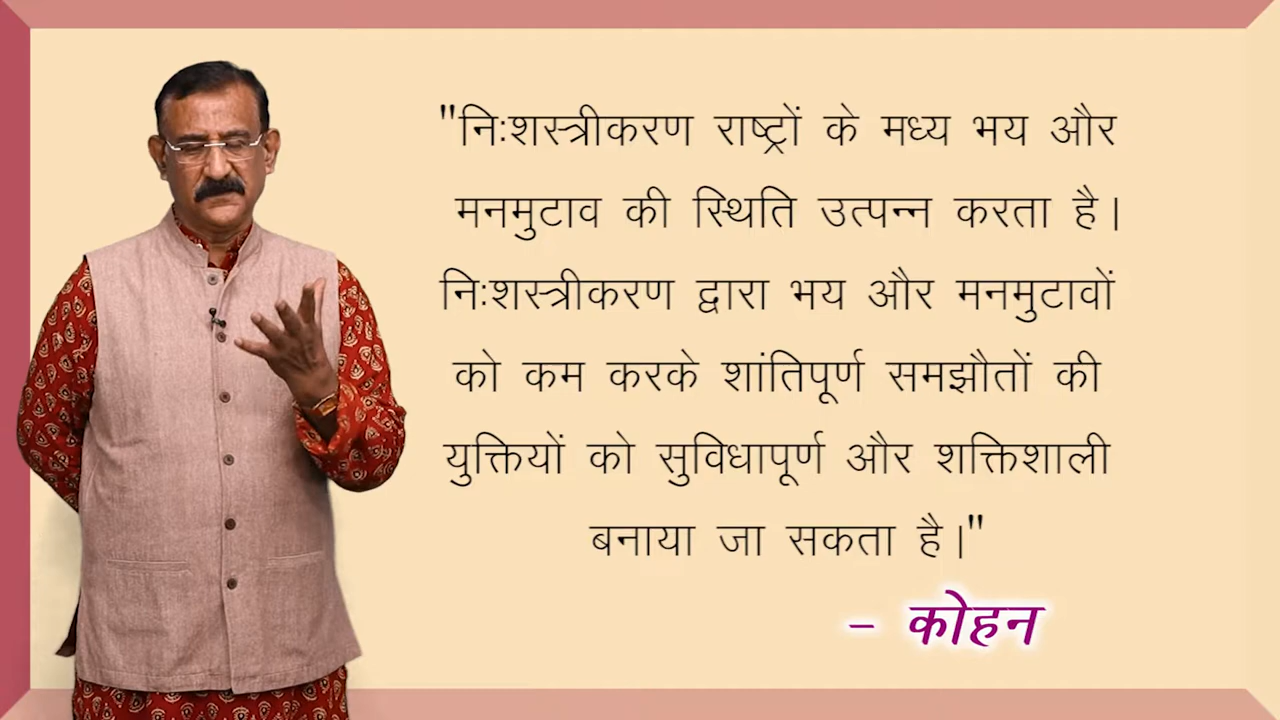 "निःशस्त्रीकरण राष्ट्रों के मध्य भय और
मनमुटाव की स्थिति उत्पन्न करता है।
निःशस्त्रीकरण द्वारा भय और मनमुटावों
को कम करके शांतिपूर्ण समझौतों की
युक्तियों को सुविधापूर्ण और शक्तिशाली
बनाया जा सकता है।"
– कोहन